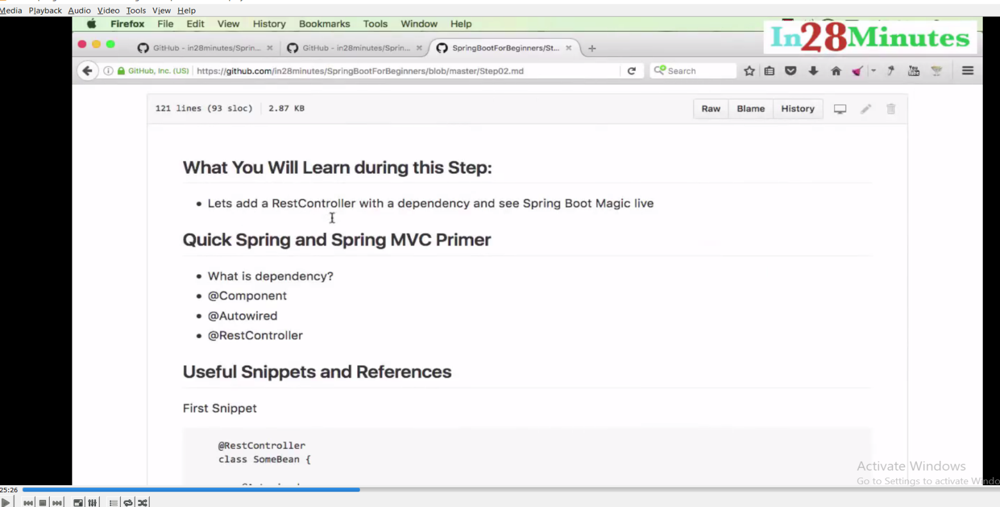 Media Playback Audio Video Tools View Help
Firefox File Edit View History Bookmarks Tools Window Help
In28Minutes
GitHub - in28minutes/Sprin... GitHub - in28minutes/Sprin... SpringBootForBeginners/St...
GitHub, Inc. (US) https://github.com/in28minutes/SpringBootForBeginners/blob/master/Step02.md Search You Tube
121 lines (93 sloc) 2.87 KB Raw Blame History
What You Will Learn during this Step:
• Lets add a RestController with a dependency and see Spring Boot Magic live
Quick Spring and Spring MVC Primer
• What is dependency?
• @Component
• @Autowired
• @RestController
Useful Snippets and References
First Snippet
@RestController
class SomeBean {
Activate Windows
Go to Settings to activate Windo
25:26